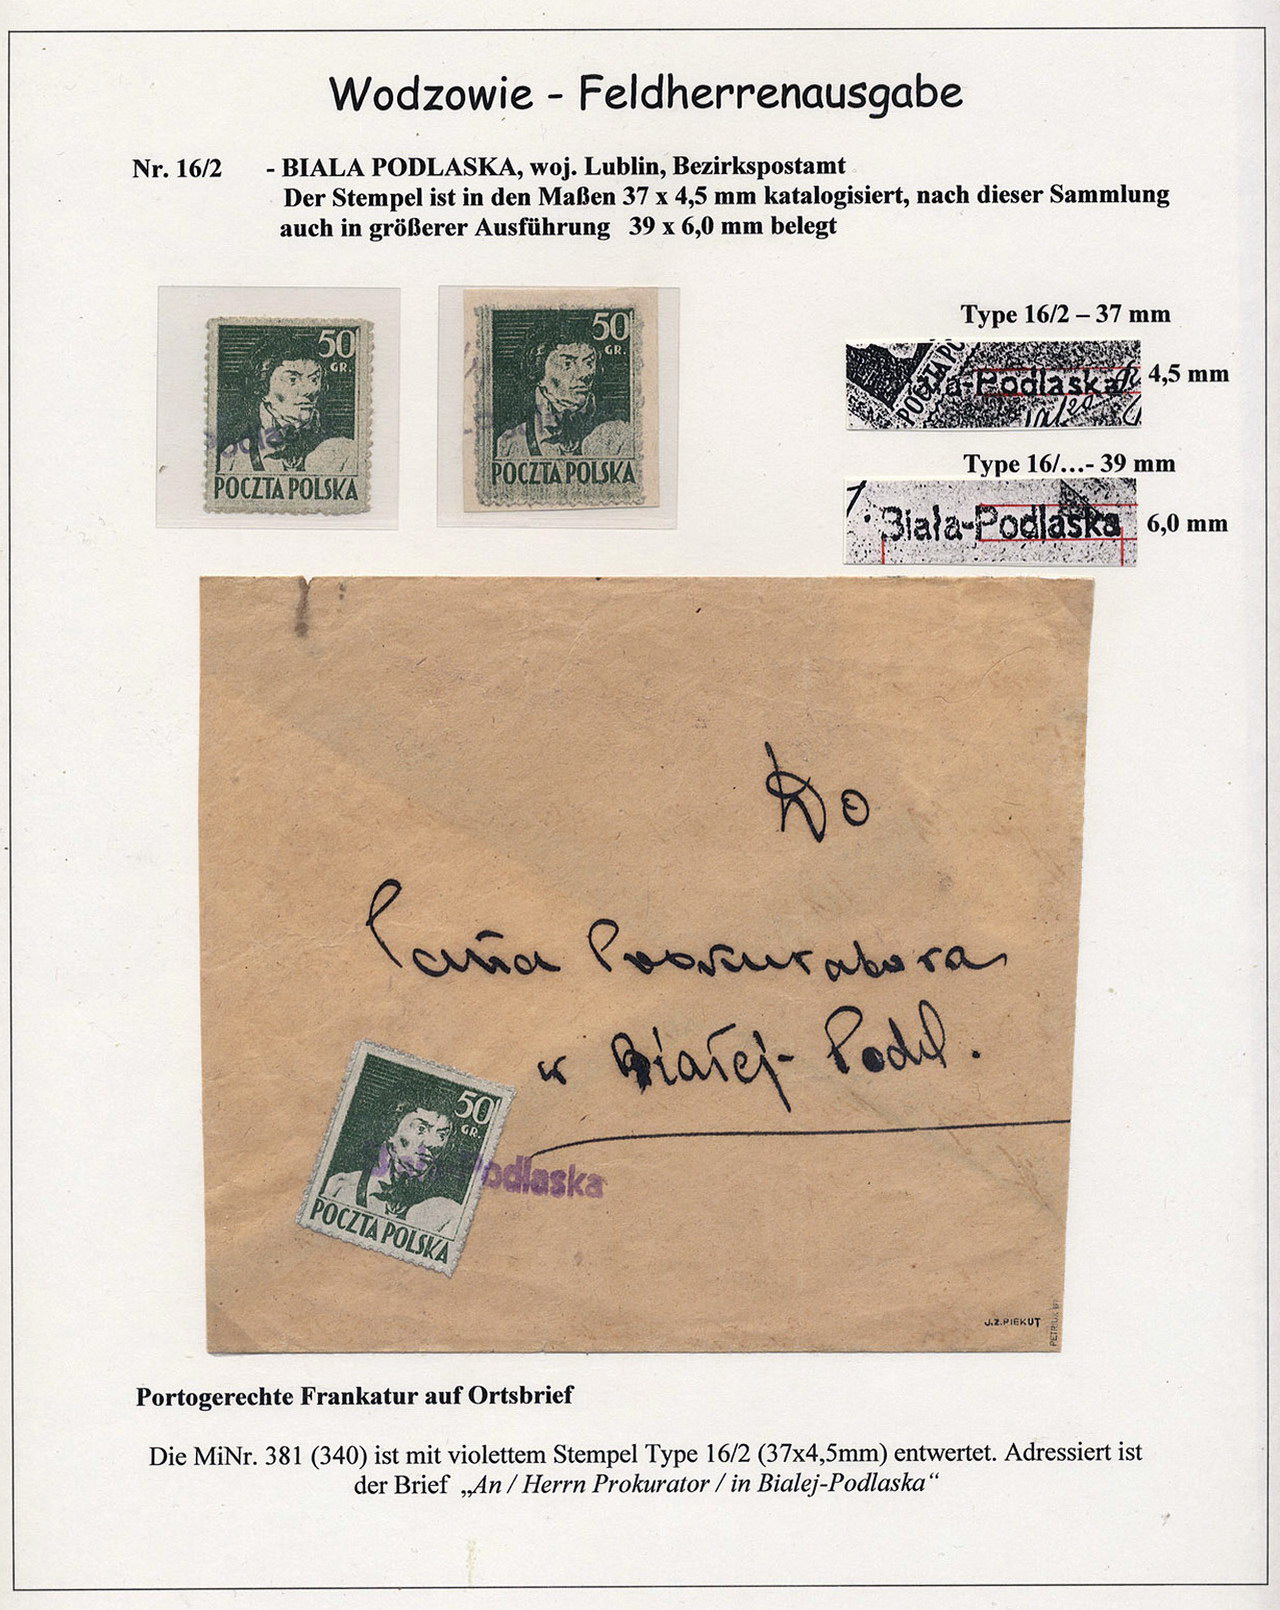 Wodzowie - Feldherrenausgabe
Nr. 16/2 - BIALA PODLASKA, woj. Lublin, Bezirkspostamt
Der Stempel ist in den Maßen 37 x 4,5 mm katalogisiert, nach dieser Sammlung
auch in größerer Ausführung 39 x 6,0 mm belegt
50
GR.
POCZTA POLSKA
50
GR.
POCZTA POLSKA
Type 16/2 – 37 mm
POCZTA PO
a-Podlaska
4,5 mm
Type 16/…- 39 mm
Biała-Podlaska
6,0 mm
Do
Pana Prokuratora
w Białej- Podl.
50
GR.
POCZTA POLSKA
Podlaska
J.Z.PIEKUT
Portogerechte Frankatur auf Ortsbrief
Die MiNr. 381 (340) ist mit violettem Stempel Type 16/2 (37x4,5mm) entwertet. Adressiert ist
der Brief „An / Herrn Prokurator / in Bialej-Podlaska“